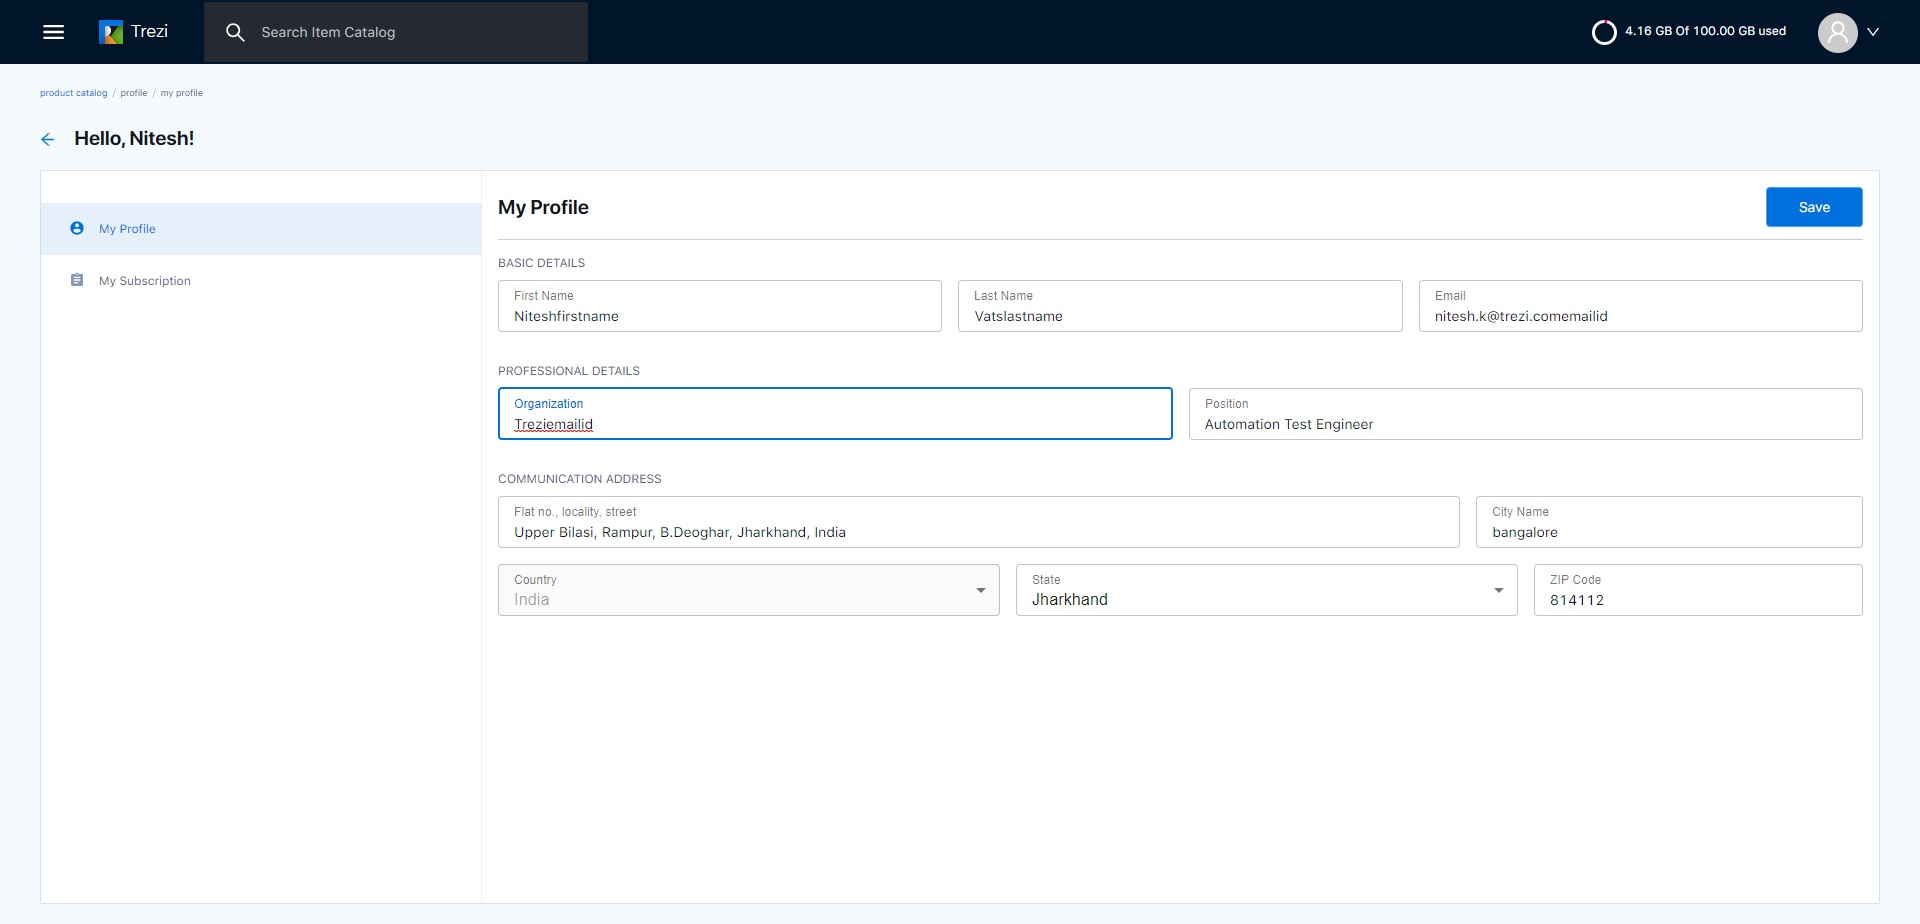 Trezi
Search Item Catalog
4.16 GB Of 100.00 GB used
product catalog / profile / my profile
Hello, Nitesh!
My Profile
My Subscription
My Profile
Save
BASIC DETAILS
First Name
Niteshfirstname
Last Name
Vatslastname
Email
nitesh.k@trezi.comemailid
PROFESSIONAL DETAILS
Organization
Treziemailid
Position
Automation Test Engineer
COMMUNICATION ADDRESS
Flat no., locality, street
Upper Bilasi, Rampur, B.Deoghar, Jharkhand, India
City Name
bangalore
Country
India
State
Jharkhand
ZIP Code
814112